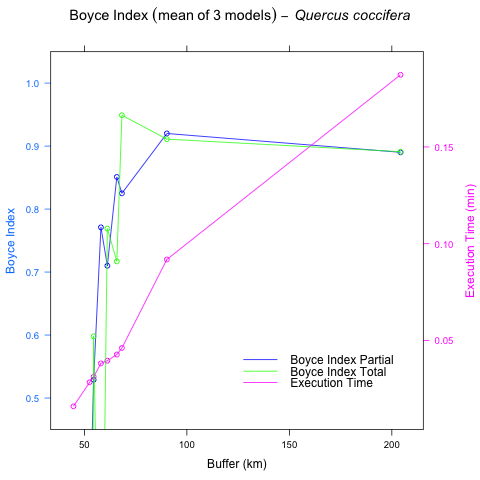 Boyce Index (mean of 3 models) – Quercus coccifera
1.0
0.9
0.8
0.7
0.6
0.5
Boyce Index
0.15
0.10
0.05
Execution Time (min)
Boyce Index Partial
Boyce Index Total
Execution Time
50 100 150 200
Buffer (km)